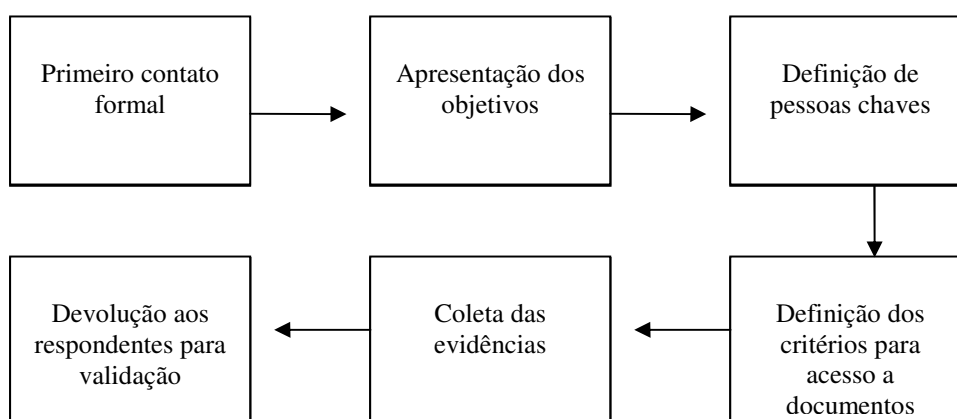 Primeiro contato
formal
Apresentação dos
objetivos
Definição de
pessoas chaves
Definição dos
critérios para
acesso a
documentos
Coleta das
evidências
Devolução aos
respondentes para
validação